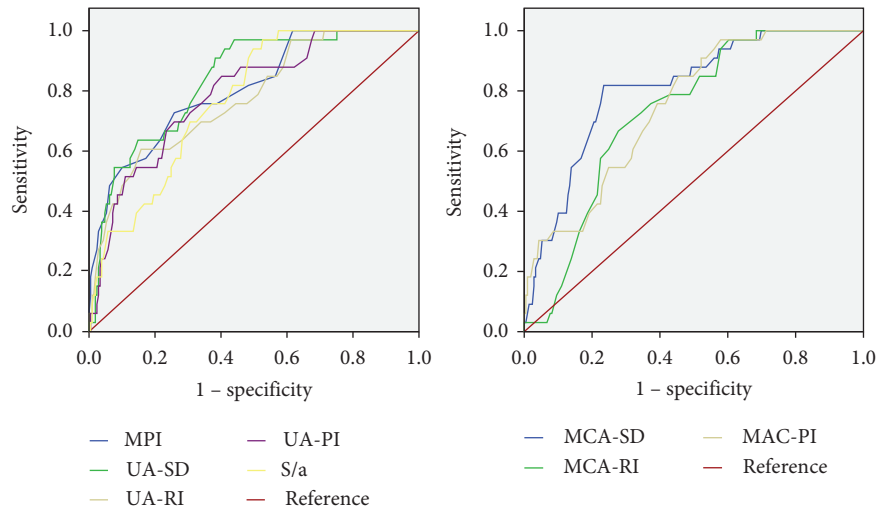 1.0
0.8
0.6
0.4
0.2
0.0
Sensitivity
0.0 0.2 0.4 0.6 0.8 1.0
1 – specificity
MPI
UA-SD
UA-RI
UA-PI
S/a
Reference
1.0
0.8
0.6
0.4
0.2
0.0
Sensitivity
0.0 0.2 0.4 0.6 0.8 1.0
1 – specificity
MCA-SD
MCA-RI
MAC-PI
Reference